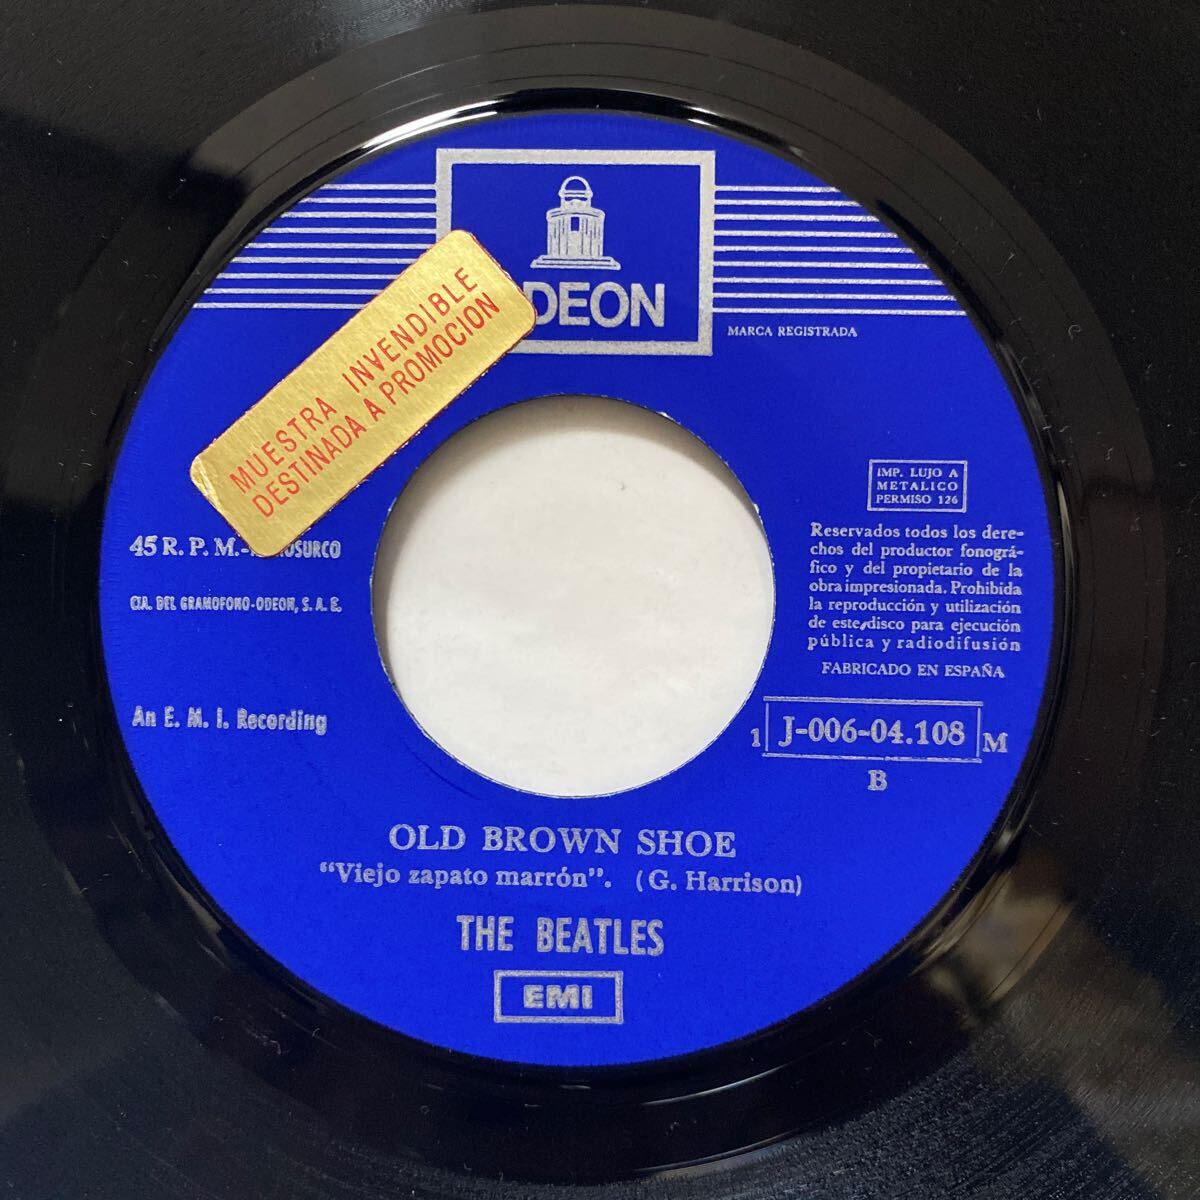 DEON
MARCA REGISTRADA
MUESTRA INVENDIBLE
DESTINADA A PROMOCION
IMP. LUJO A
METALICO
PERMISO 126
45 R. P. M.-
OSURCO
CIA. DEL GRAMOFONO-ODEON, S. A. E.
Reservados todos los dere-
chos del productor fonográ-
fico y del propietario de la
obra impresionada. Prohibida
la reproducción y utilización
de este disco para ejecución
pública y radiodifusión
FABRICADO EN ESPAÑA
An E. M. I. Recording
1 J-006-04.108 M
B
OLD BROWN SHOE
"Viejo zapato marrón". (G. Harrison)
THE BEATLES
EMI